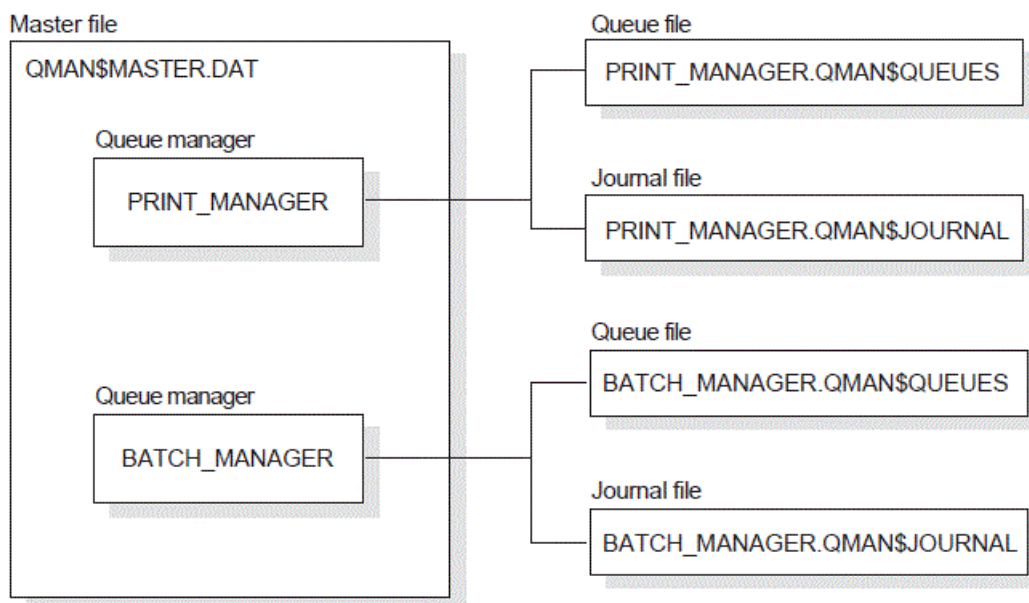 Master file
QMAN$MASTER.DAT
Queue manager
PRINT_MANAGER
Queue manager
BATCH_MANAGER
Queue file
PRINT_MANAGER.QMAN$QUEUES
Journal file
PRINT_MANAGER.QMAN$JOURNAL
Queue file
BATCH_MANAGER.QMAN$QUEUES
Journal file
BATCH_MANAGER.QMAN$JOURNAL